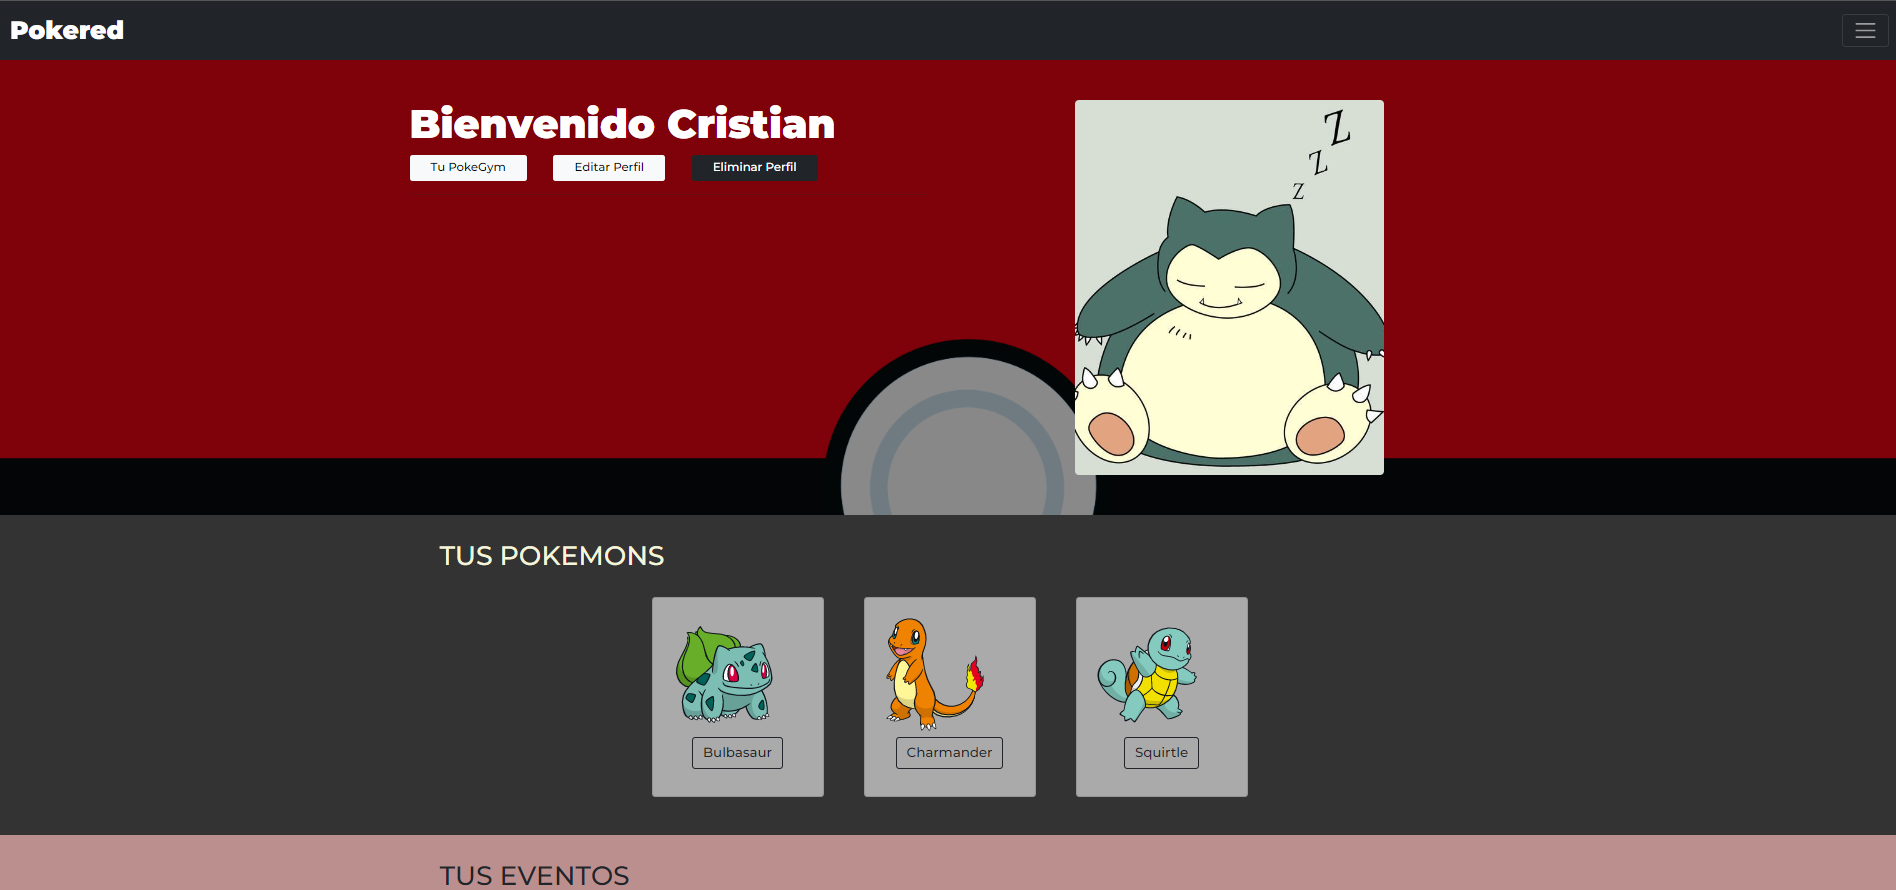 Pokered
Bienvenido Cristian
Tu PokeGym
Editar Perfil
Eliminar Perfil
Z
Z
Z
TUS POKEMONS
Bulbasaur
Charmander
Squirtle
TUS EVENTOS